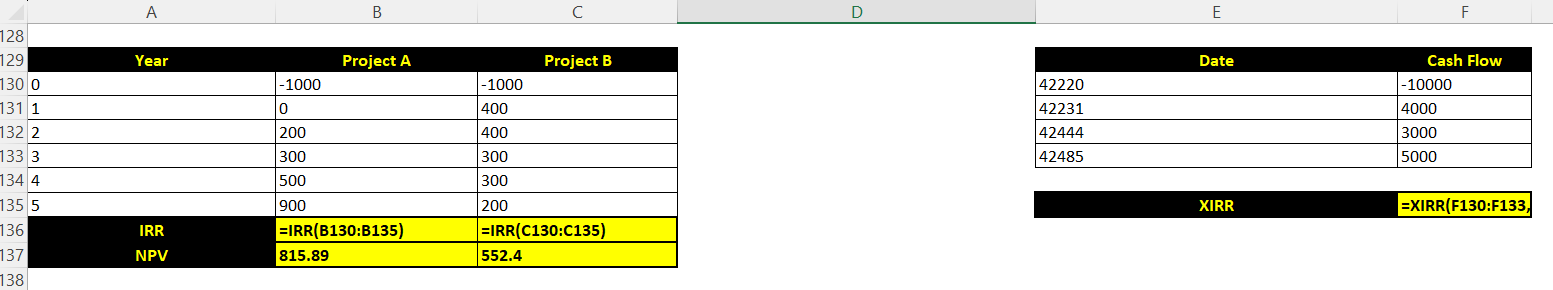 A B C D E F
128
129 Year Project A Project B Date Cash Flow
130 0 -1000 -1000 42220 -10000
131 1 0 400 42231 4000
132 2 200 400 42444 3000
133 3 300 300 42485 5000
134 4 500 300
135 5 900 200 XIRR =XIRR(F130:F133,
136 IRR =IRR(B130:B135) =IRR(C130:C135)
137 NPV 815.89 552.4
138